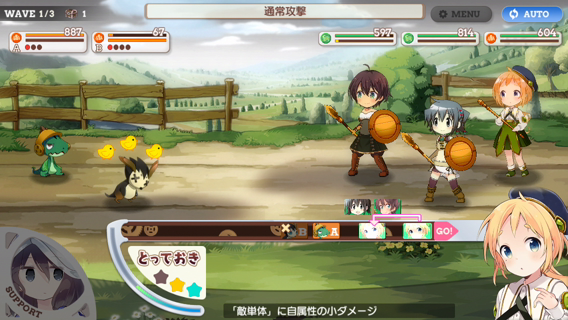 WAVE 1/3 1
通常攻撃
MENU
AUTO
887
A
67
B
597
814
604
B A GO!
とっておき
SUPPORT
「敵単体」に自属性の小ダメージ